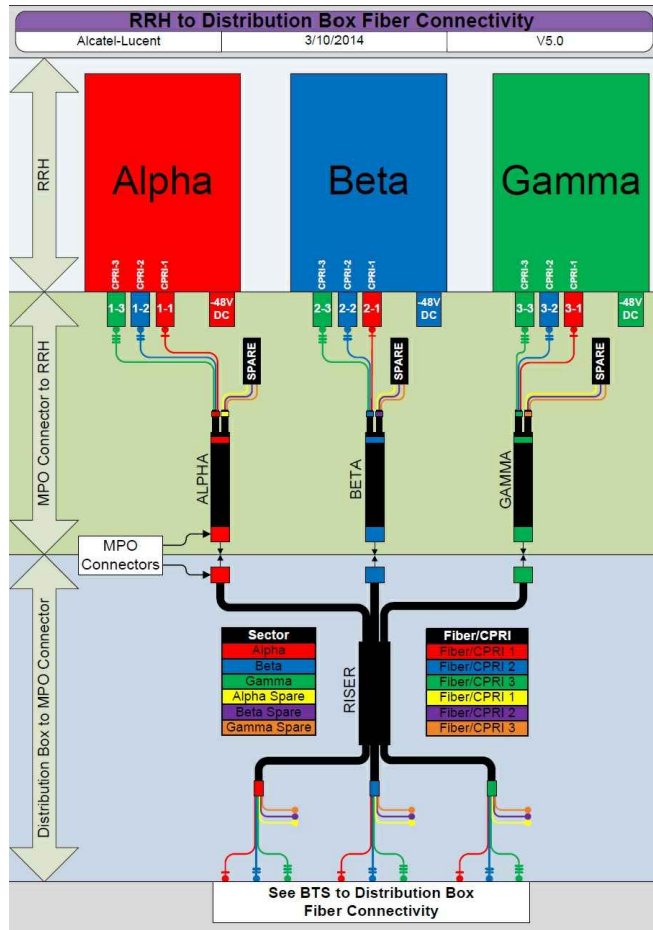 RRH to Distribution Box Fiber Connectivity
Alcatel-Lucent 3/10/2014 V5.0
RRH
Alpha
Beta
Gamma
CPRI-3 CPRI-2 CPRI-1
CPRI-3 CPRI-2 CPRI-1
CPRI-3 CPRI-2 CPRI-1
1-3 1-2 1-1 -48V DC
2-3 2-2 2-1 -48V DC
3-3 3-2 3-1 -48V DC
MPO Connector to RRH
SPARE
SPARE
SPARE
ALPHA
BETA
GAMMA
MPO
Connectors
Distribution Box to MPO Connector
Sector
Alpha
Beta
Gamma
Alpha Spare
Beta Spare
Gamma Spare
RISER
Fiber/CPRI
Fiber/CPRI 1
Fiber/CPRI 2
Fiber/CPRI 3
Fiber/CPRI 1
Fiber/CPRI 2
Fiber/CPRI 3
See BTS to Distribution Box
Fiber Connectivity